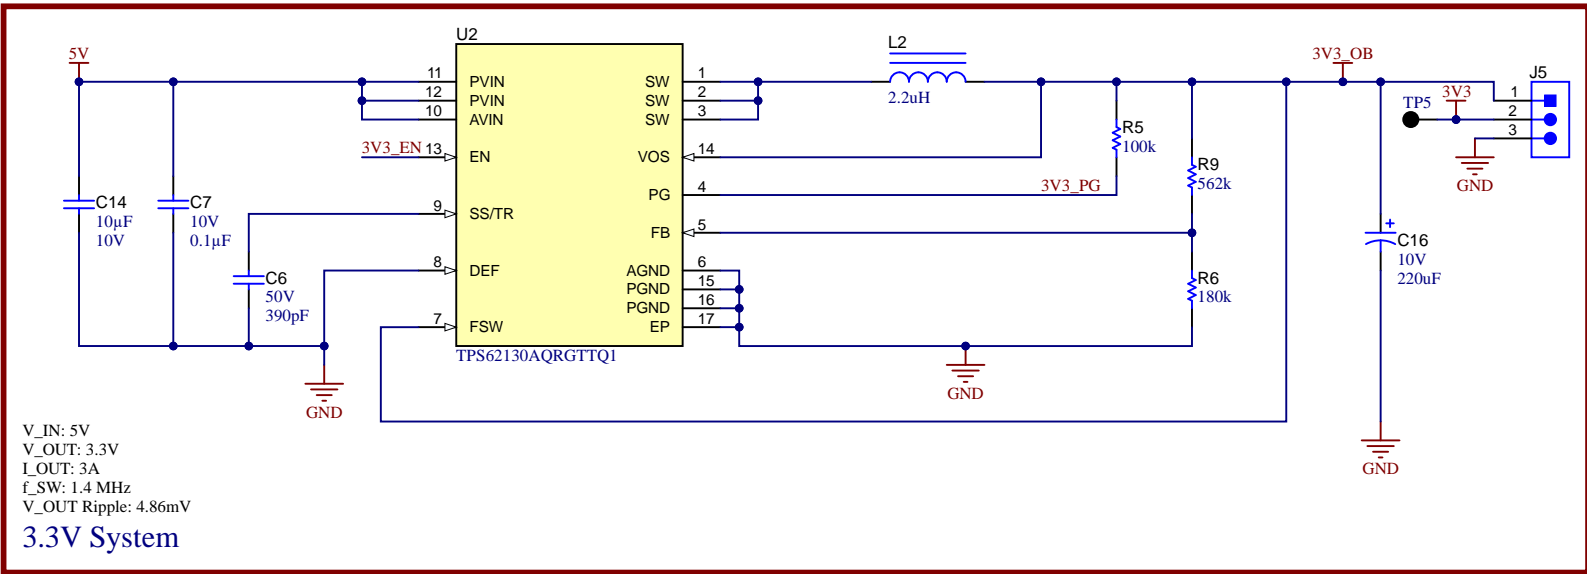 U2
5V
11 PVIN
12 PVIN
10 AVIN
3V3_EN 13 EN
9 SS/TR
8 DEF
7 FSW
SW 1
SW 2
SW 3
VOS 14
PG 4
FB 5
AGND 6
PGND 15
PGND 16
EP 17
TPS62130AQRGTTQ1
L2
2.2uH
3V3_OB
J5
1
2
3
TP5
3V3
GND
R5
100k
3V3_PG
R9
562k
R6
180k
C14
10µF
10V
C7
10V
0.1µF
C6
50V
390pF
+
C16
10V
220uF
GND
GND
GND
V_IN: 5V
V_OUT: 3.3V
I_OUT: 3A
f_SW: 1.4 MHz
V_OUT Ripple: 4.86mV
3.3V System